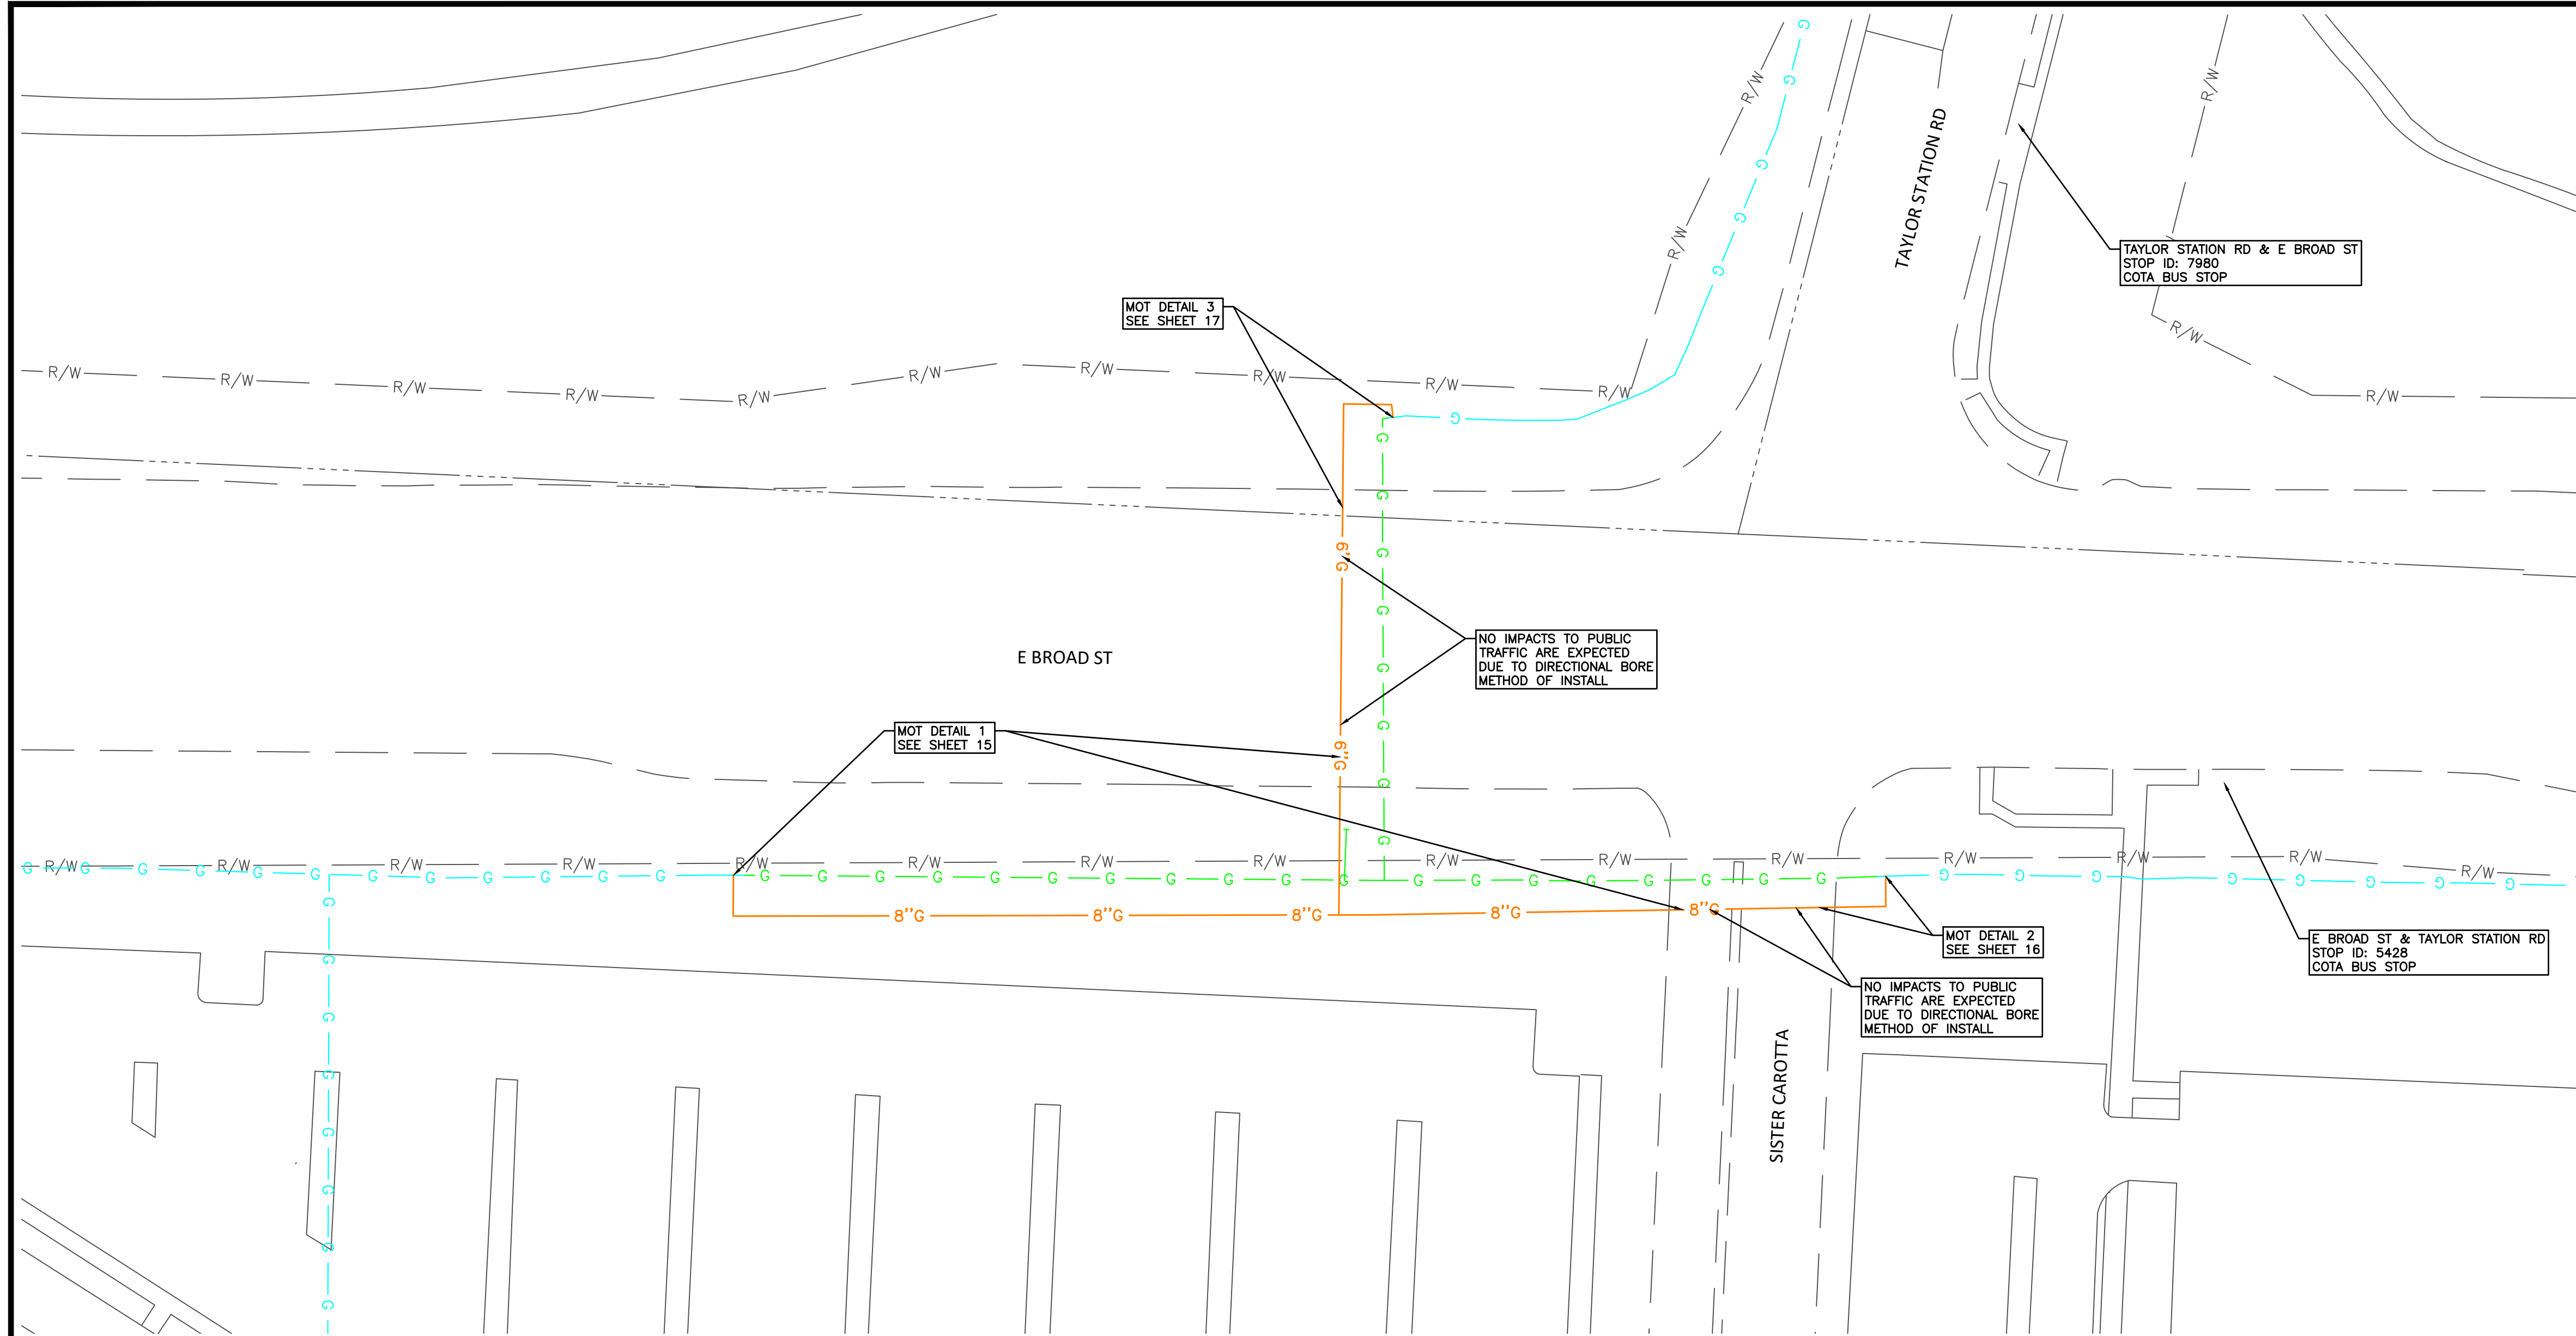 TAYLOR STATION RD
TAYLOR STATION RD & E BROAD ST
STOP ID: 7980
COTA BUS STOP
MOT DETAIL 3
SEE SHEET 17
G G G G G G G
R/W R/W R/W R/W
R/W R/W R/W R/W R/W R/W R/W R/W R/W R/W R/W
6''G
6''G
G G G G G G G G
NO IMPACTS TO PUBLIC
TRAFFIC ARE EXPECTED
DUE TO DIRECTIONAL BORE
METHOD OF INSTALL
E BROAD ST
MOT DETAIL 1
SEE SHEET 15
R/W R/W R/W R/W R/W R/W R/W R/W R/W R/W R/W R/W R/W R/W R/W
G G G G G G G G G G G G G G G G G G G G G G G G G G G G G G G G G G G G G G G G G
8''G 8''G 8''G 8''G 8''G
G G G G G G G G
MOT DETAIL 2
SEE SHEET 16
E BROAD ST & TAYLOR STATION RD
STOP ID: 5428
COTA BUS STOP
NO IMPACTS TO PUBLIC
TRAFFIC ARE EXPECTED
DUE TO DIRECTIONAL BORE
METHOD OF INSTALL
SISTER CAROTTA